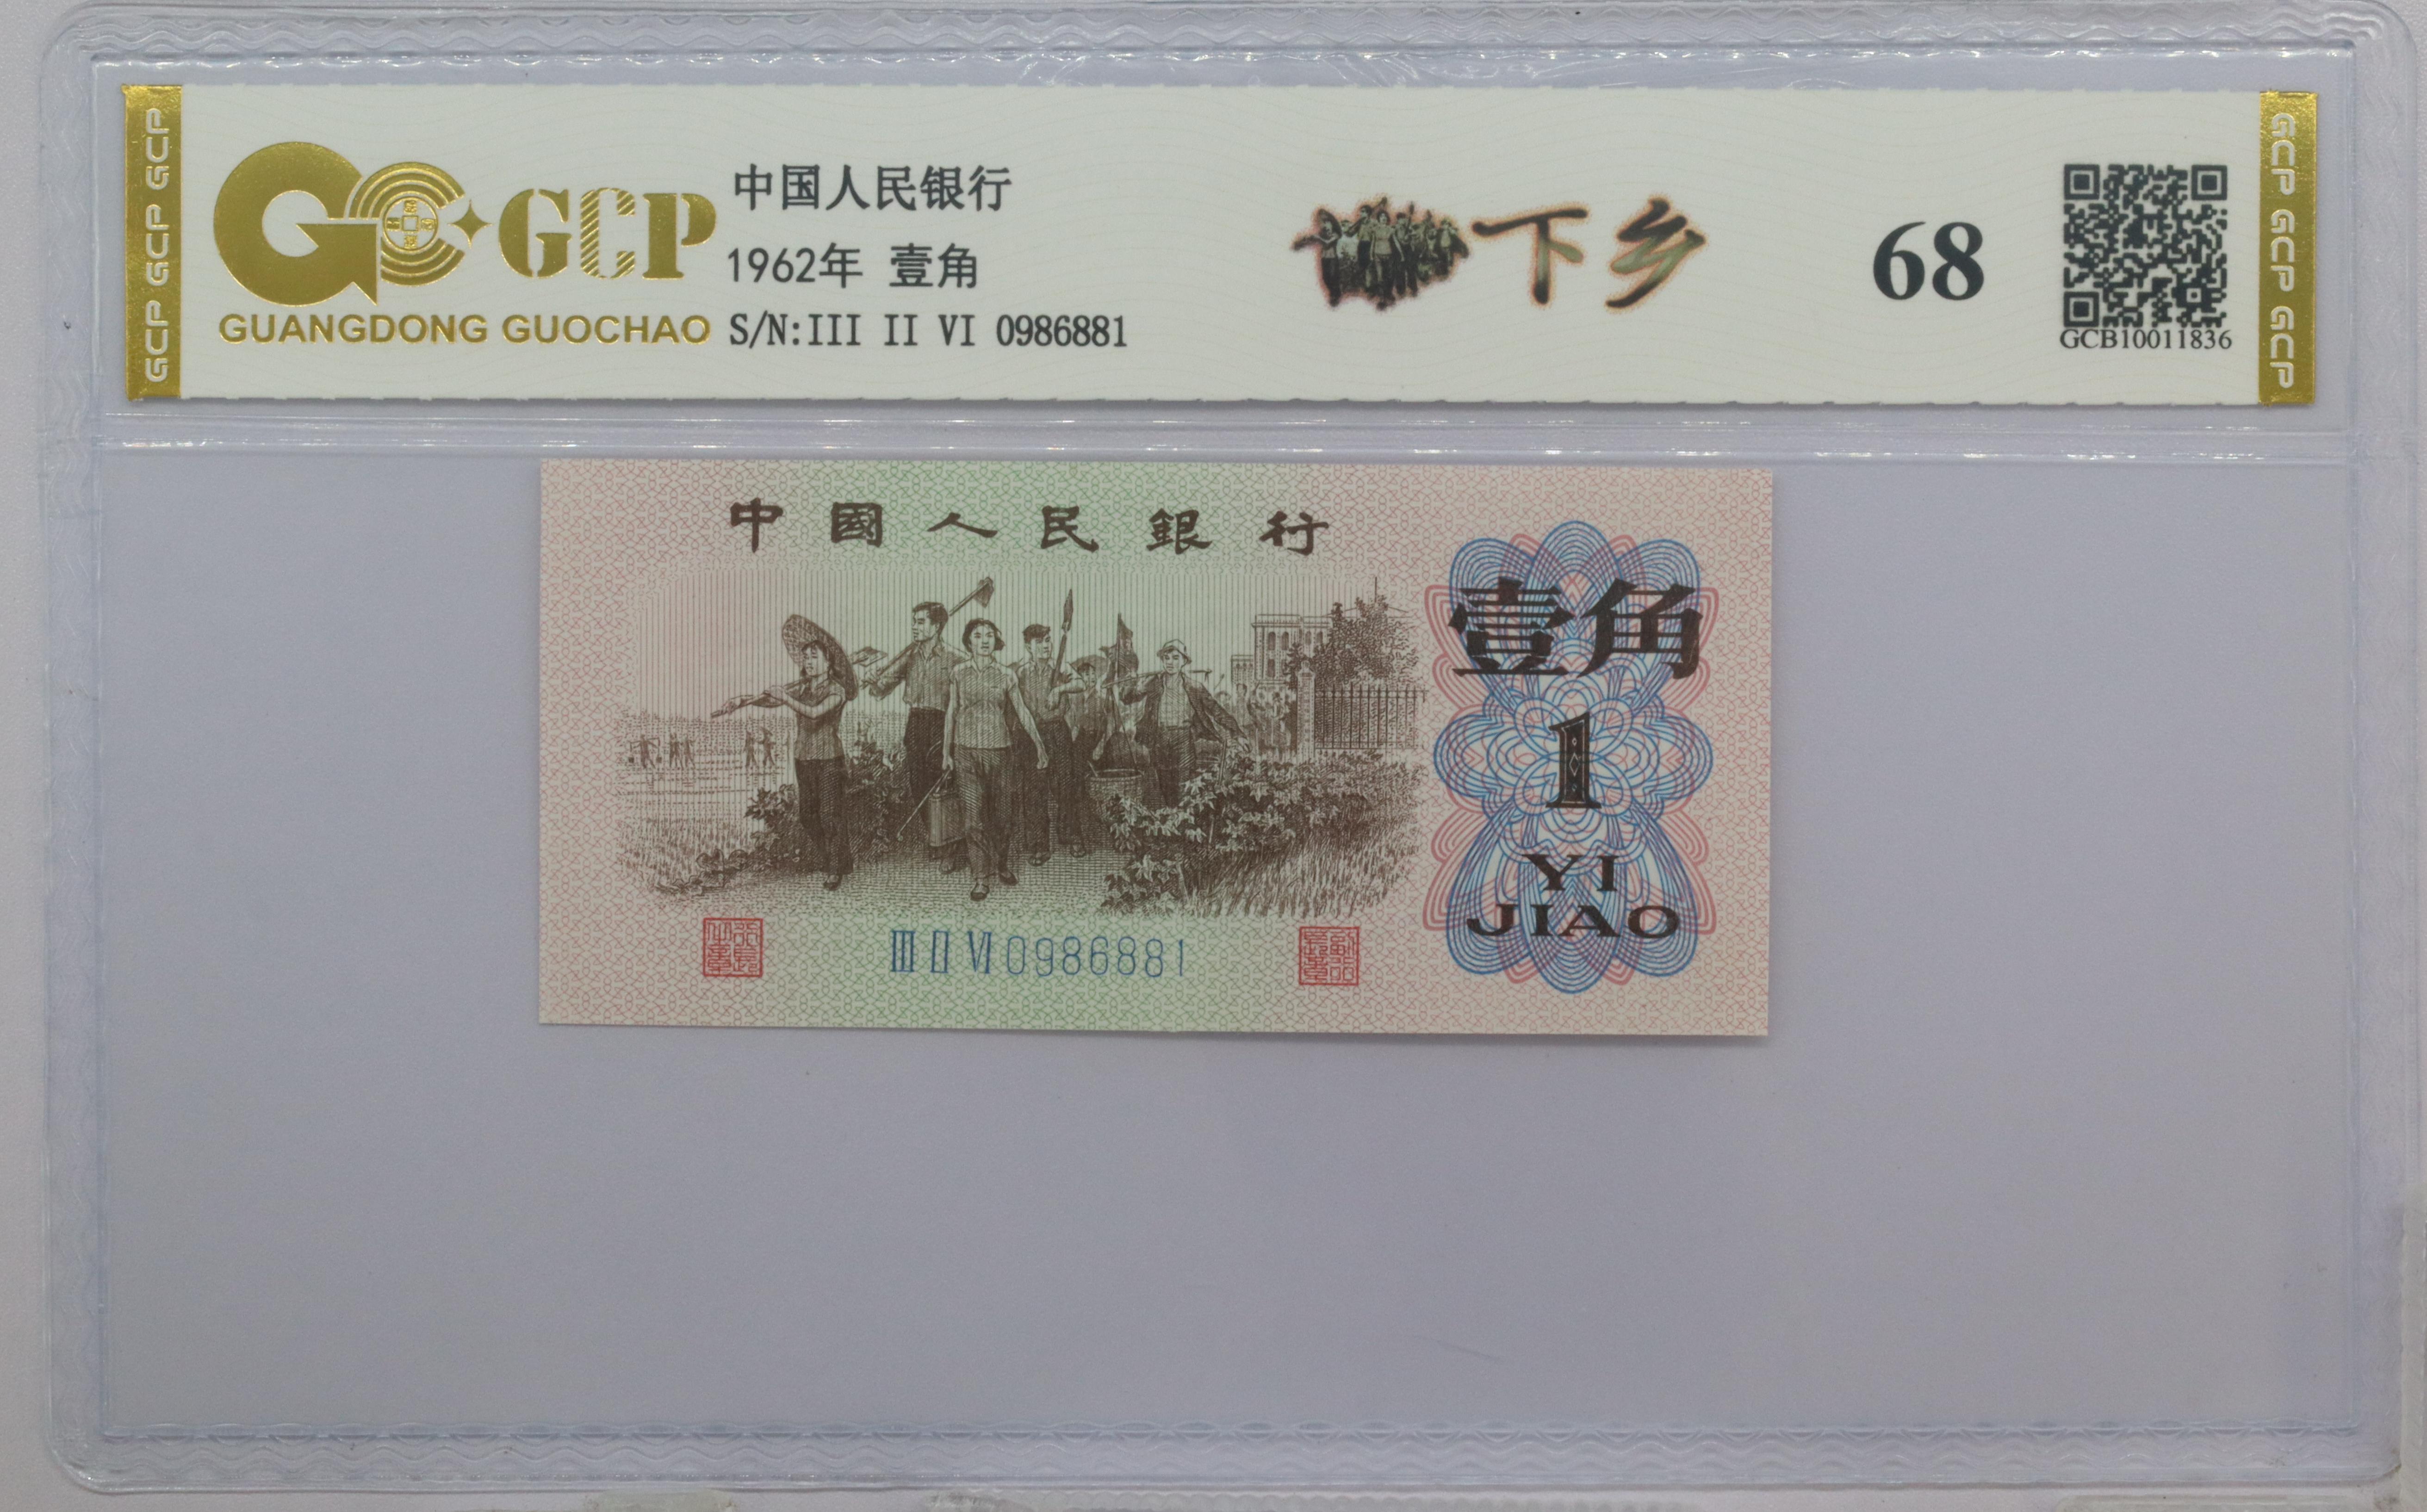 GCP GCP GCP
GCP
GUANGDONG GUOCHAO
中国人民银行
1962年 壹角
S/N:III II VI 0986881
下乡
68
GCB10011836
GCP GCP GCP
中國人民銀行
壹角
1
YI
JIAO
III II VI 0986881